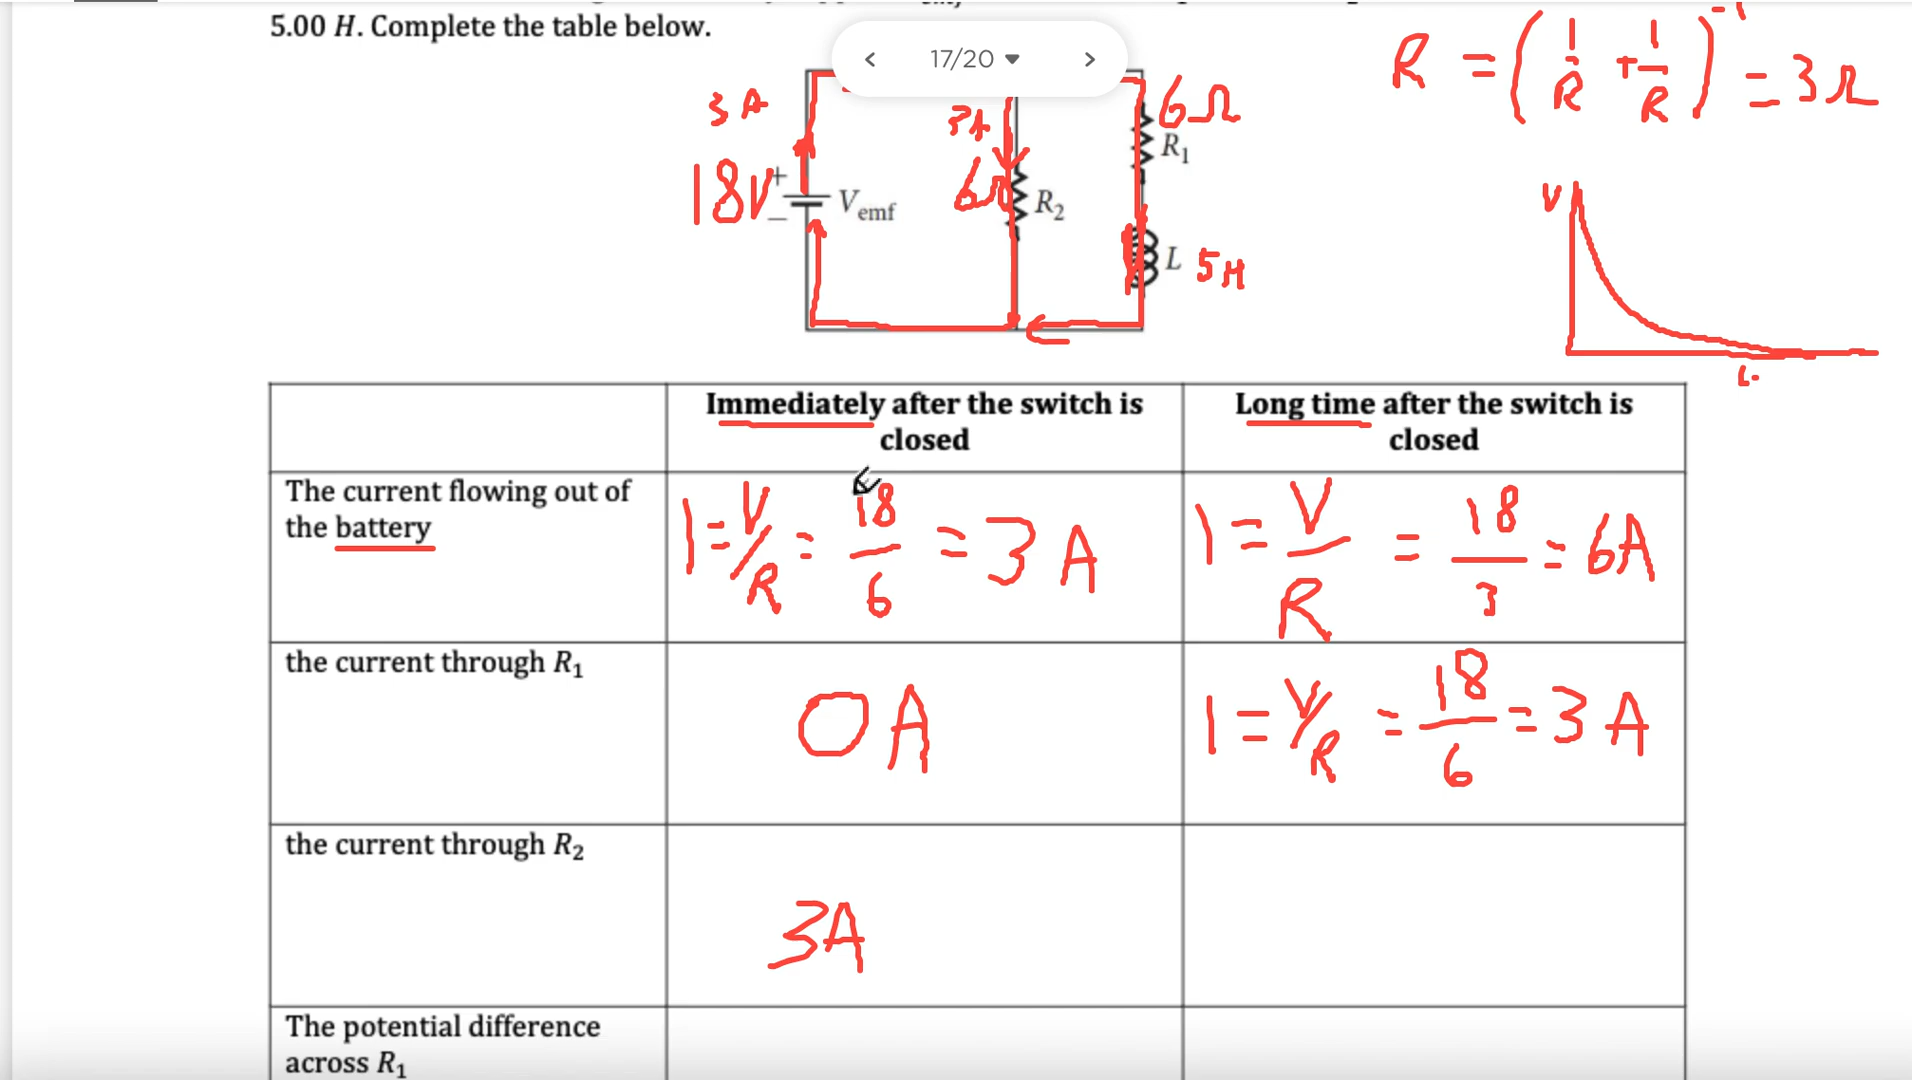 5.00 H. Complete the table below.
17/20
R = (1/R + 1/R)⁻¹ = 3Ω
3 A
6Ω
R₁
18V
+
−
Vemf
6Ω
R₂
L
5H
V
Immediately after the switch is closed
Long time after the switch is closed
The current flowing out of the battery
I = V/R = 18/6 = 3 A
I = V/R = 18/3 = 6A
the current through R₁
0 A
I = V/R = 18/6 = 3 A
the current through R₂
3A
The potential difference across R₁